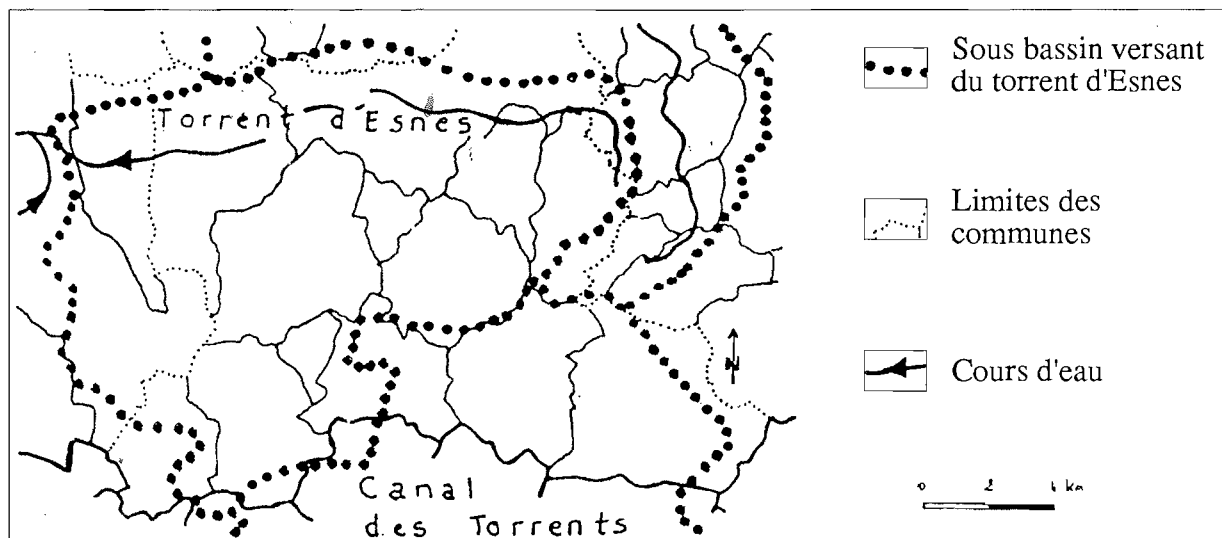 Torrent d'Esnes
Canal
des Torrents
Sous bassin versant
du torrent d'Esnes
Limites des
communes
Cours d'eau
N
0 2 4 km